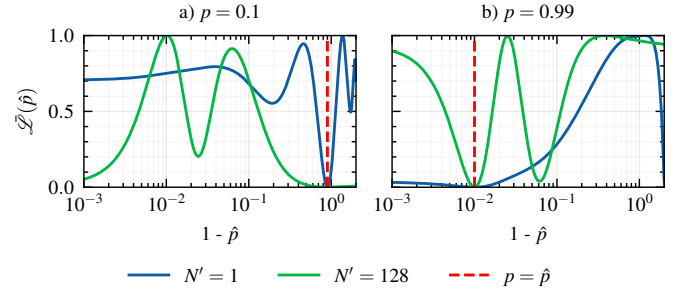 a) p = 0.1
b) p = 0.99
1.0
0.5
0.0
ℒ̄(p̂)
10⁻³ 10⁻² 10⁻¹ 10⁰
10⁻³ 10⁻² 10⁻¹ 10⁰
1 - p̂
1 - p̂
N′ = 1
N′ = 128
p = p̂